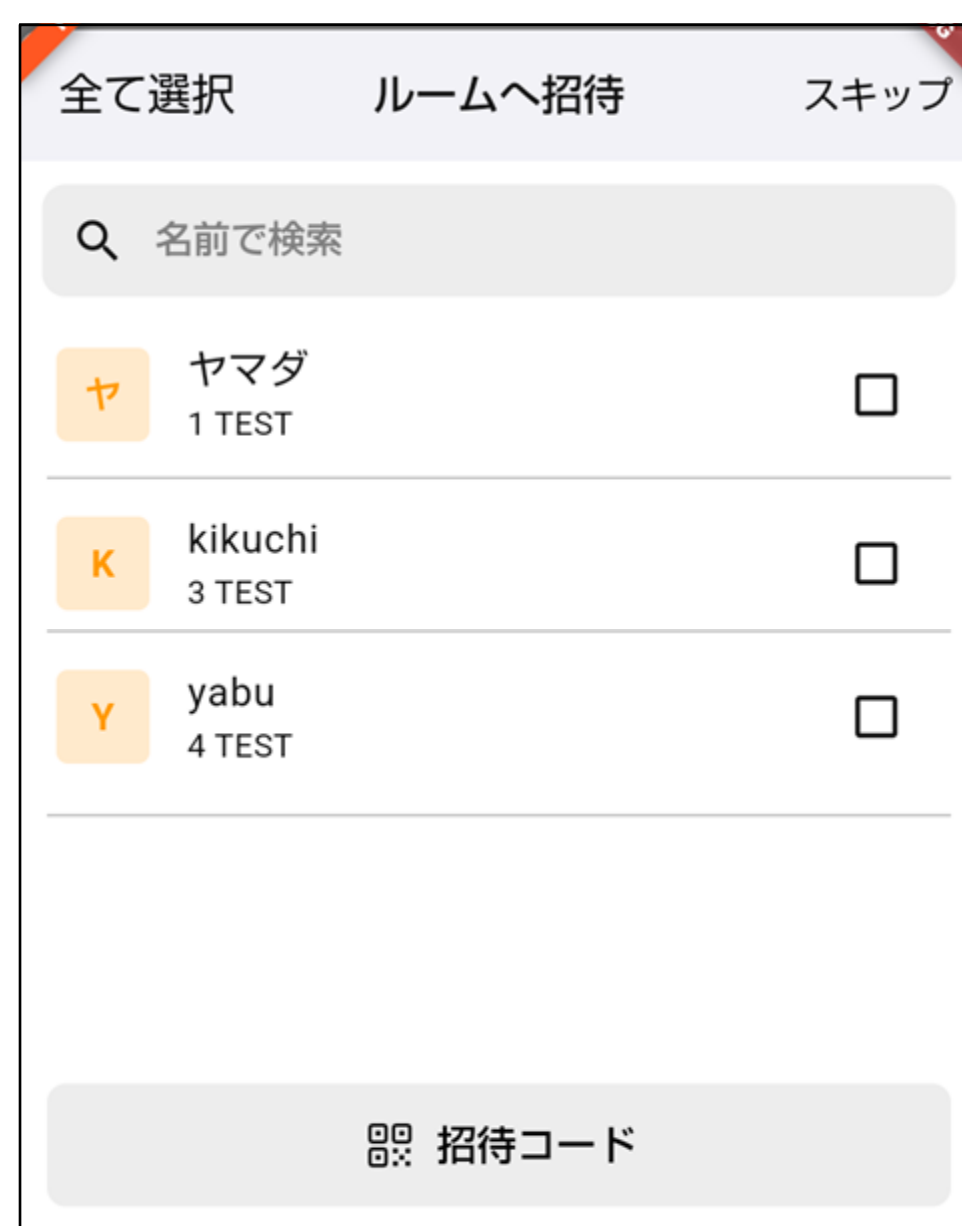 全て選択 ルームへ招待 スキップ
名前で検索
ヤ ヤマダ
1 TEST
K kikuchi
3 TEST
Y yabu
4 TEST
招待コード